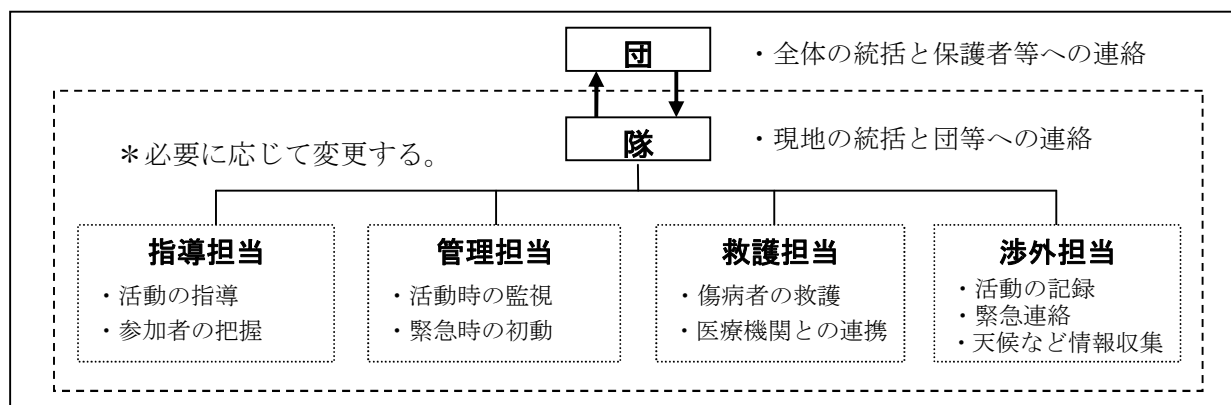 団
・全体の統括と保護者等への連絡
隊
・現地の統括と団等への連絡
＊必要に応じて変更する。
指導担当
・活動の指導
・参加者の把握
管理担当
・活動時の監視
・緊急時の初動
救護担当
・傷病者の救護
・医療機関との連携
渉外担当
・活動の記録
・緊急連絡
・天候など情報収集